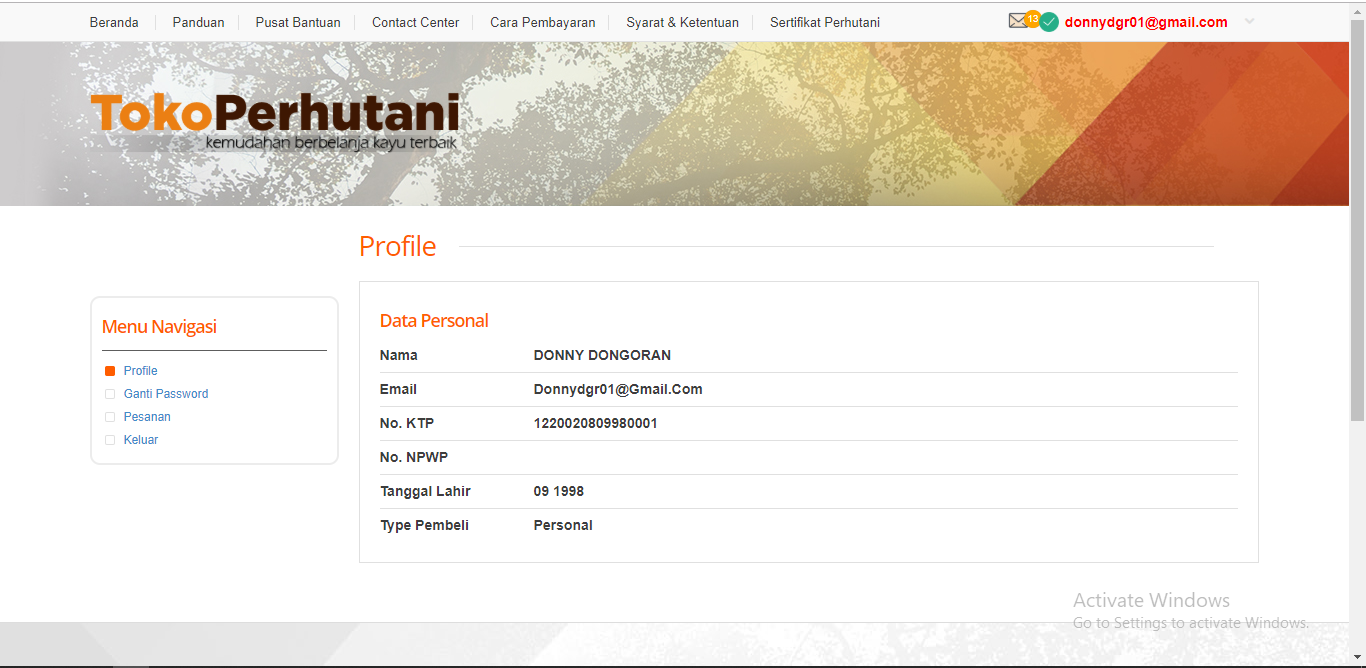 Beranda Panduan Pusat Bantuan Contact Center Cara Pembayaran Syarat & Ketentuan Sertifikat Perhutani 13 donnydgr01@gmail.com
TokoPerhutani
kemudahan berbelanja kayu terbaik
Profile
Menu Navigasi
Profile
Ganti Password
Pesanan
Keluar
Data Personal
Nama DONNY DONGORAN
Email Donnydgr01@Gmail.Com
No. KTP 1220020809980001
No. NPWP
Tanggal Lahir 09 1998
Type Pembeli Personal
Activate Windows
Go to Settings to activate Windows.